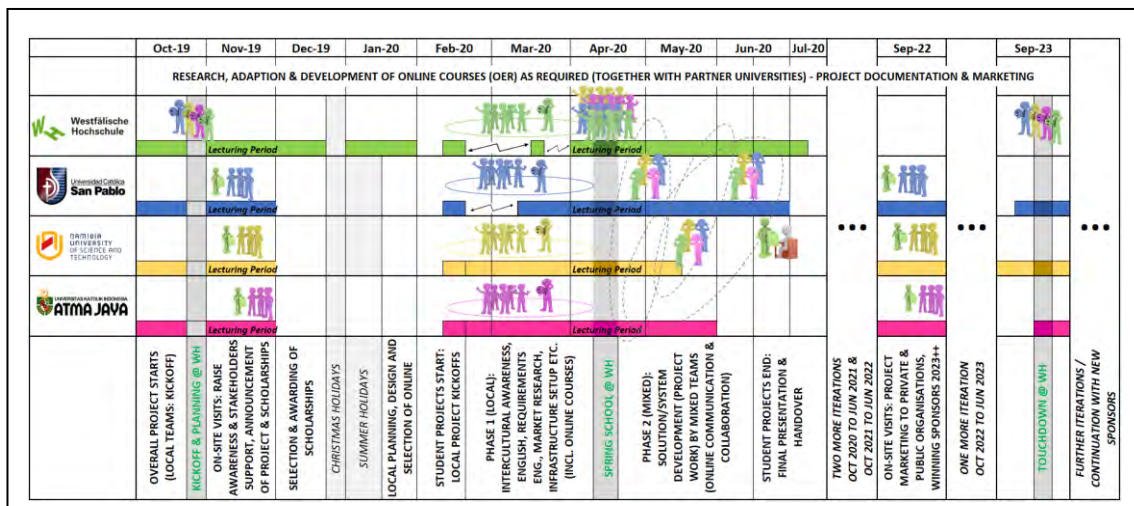 Oct-19 Nov-19 Dec-19 Jan-20 Feb-20 Mar-20 Apr-20 May-20 Jun-20 Jul-20 Sep-22 Sep-23
RESEARCH, ADAPTION & DEVELOPMENT OF ONLINE COURSES (OER) AS REQUIRED (TOGETHER WITH PARTNER UNIVERSITIES) - PROJECT DOCUMENTATION & MARKETING
WH
Westfälische
Hochschule
Lecturing Period
Lecturing Period
Universidad Católica
San Pablo
Lecturing Period
Lecturing Period
Lecturing Period
...
...
...
NAMIBIA
UNIVERSITY
OF SCIENCE AND
TECHNOLOGY
Lecturing Period
Lecturing Period
Lecturing Period
UNIVERSITAS KATOLIK INDONESIA
ATMA JAYA
Lecturing Period
Lecturing Period
Lecturing Period
OVERALL PROJECT STARTS
(LOCAL TEAMS: KICKOFF)
KICKOFF & PLANNING @ WH
ON-SITE VISITS: RAISE
AWARENESS & STAKEHOLDERS
SUPPORT, ANNOUNCEMENT
OF PROJECT & SCHOLARSHIPS
SELECTION & AWARDING OF
SCHOLARSHIPS
CHRISTMAS HOLIDAYS
SUMMER HOLIDAYS
LOCAL PLANNING, DESIGN AND
SELECTION OF ONLINE
STUDENT PROJECTS START:
LOCAL PROJECT KICKOFFS
PHASE 1 (LOCAL):
INTERCULTURAL AWARENESS,
ENGLISH, REQUIREMENTS
ENG., MARKET RESEARCH,
INFRASTRUCTURE SETUP ETC.
(INCL. ONLINE COURSES)
SPRING SCHOOL @ WH
PHASE 2 (MIXED):
SOLUTION/SYSTEM
DEVELOPMENT (PROJECT
WORK) BY MIXED TEAMS
(ONLINE COMMUNICATION &
COLLABORATION)
STUDENT PROJECTS END:
FINAL PRESENTATION &
HANDOVER
TWO MORE ITERATIONS
OCT 2020 TO JUN 2021 &
OCT 2021 TO JUN 2022
ON-SITE VISITS: PROJECT
MARKETING TO PRIVATE &
PUBLIC ORGANISATIONS,
WINNING SPONSORS 2023++
ONE MORE ITERATION
OCT 2022 TO JUN 2023
TOUCHDOWN @ WH
FURTHER ITERATIONS /
CONTINUATION WITH NEW
SPONSORS